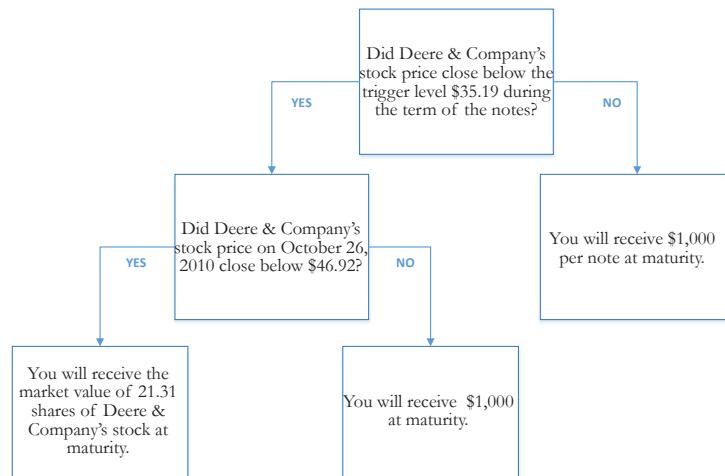 Did Deere & Company's
stock price close below the
trigger level $35.19 during
the term of the notes?
YES
NO
Did Deere & Company's
stock price on October 26,
2010 close below $46.92?
You will receive $1,000
per note at maturity.
YES
NO
You will receive the
market value of 21.31
shares of Deere &
Company's stock at
maturity.
You will receive $1,000
at maturity.